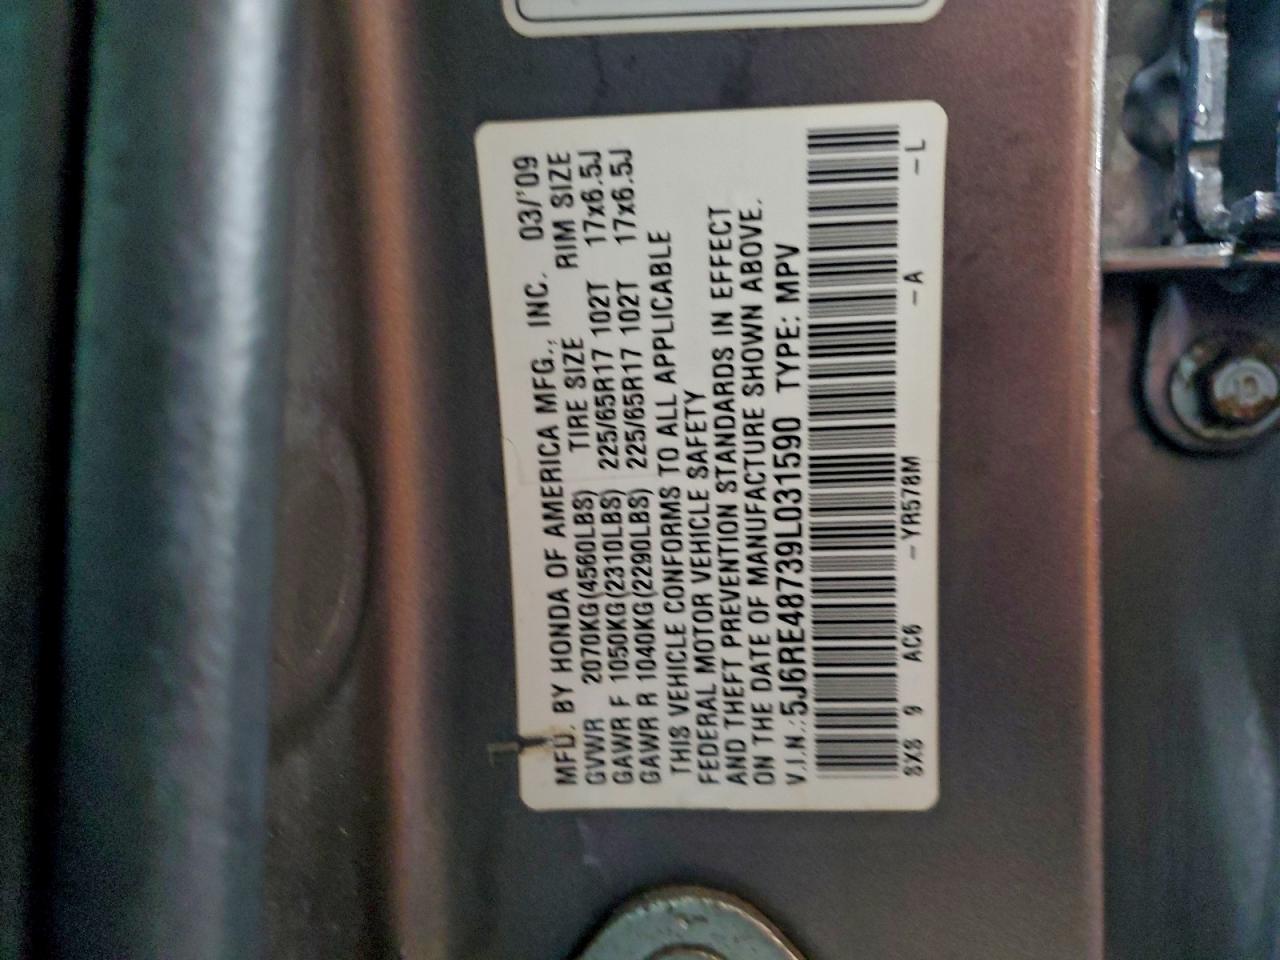 MFD. BY HONDA OF AMERICA MFG., INC. 03/'09
TIRE SIZE RIM SIZE
GVWR 2070KG(4560LBS)
GAWR F 1050KG(2310LBS) 225/65R17 102T 17x6.5J
GAWR R 1040KG(2290LBS) 225/65R17 102T 17x6.5J
THIS VEHICLE CONFORMS TO ALL APPLICABLE
FEDERAL MOTOR VEHICLE SAFETY
AND THEFT PREVENTION STANDARDS IN EFFECT
ON THE DATE OF MANUFACTURE SHOWN ABOVE.
V.I.N.:5J6RE48739L031590 TYPE: MPV
SXS 9 AC6 -YR578M -A -L